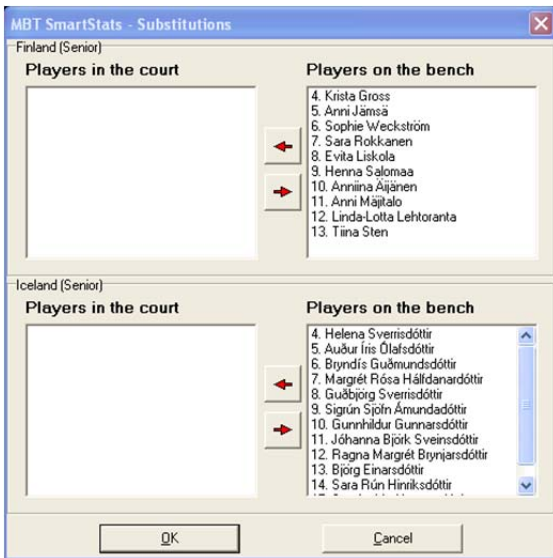 MBT SmartStats - Substitutions
Finland (Senior)
Players in the court
Players on the bench
4. Krista Gross
5. Anni Jämsä
6. Sophie Weckström
7. Sara Rokkanen
8. Evita Liskola
9. Henna Salomaa
10. Anniina Äijänen
11. Anni Mäjitalo
12. Linda-Lotta Lehtoranta
13. Tiina Sten
Iceland (Senior)
Players in the court
Players on the bench
4. Helena Sverrisdóttir
5. Auður Íris Ólafsdóttir
6. Bryndís Guðmundsdóttir
7. Margrét Rósa Hálfdanardóttir
8. Guðbjörg Sverrisdóttir
9. Sigrún Sjöfn Ámundadóttir
10. Gunnhildur Gunnarsdóttir
11. Jóhanna Björk Sveinsdóttir
12. Ragna Margrét Brynjarsdóttir
13. Björg Einarsdóttir
14. Sara Rún Hinriksdóttir
OK
Cancel